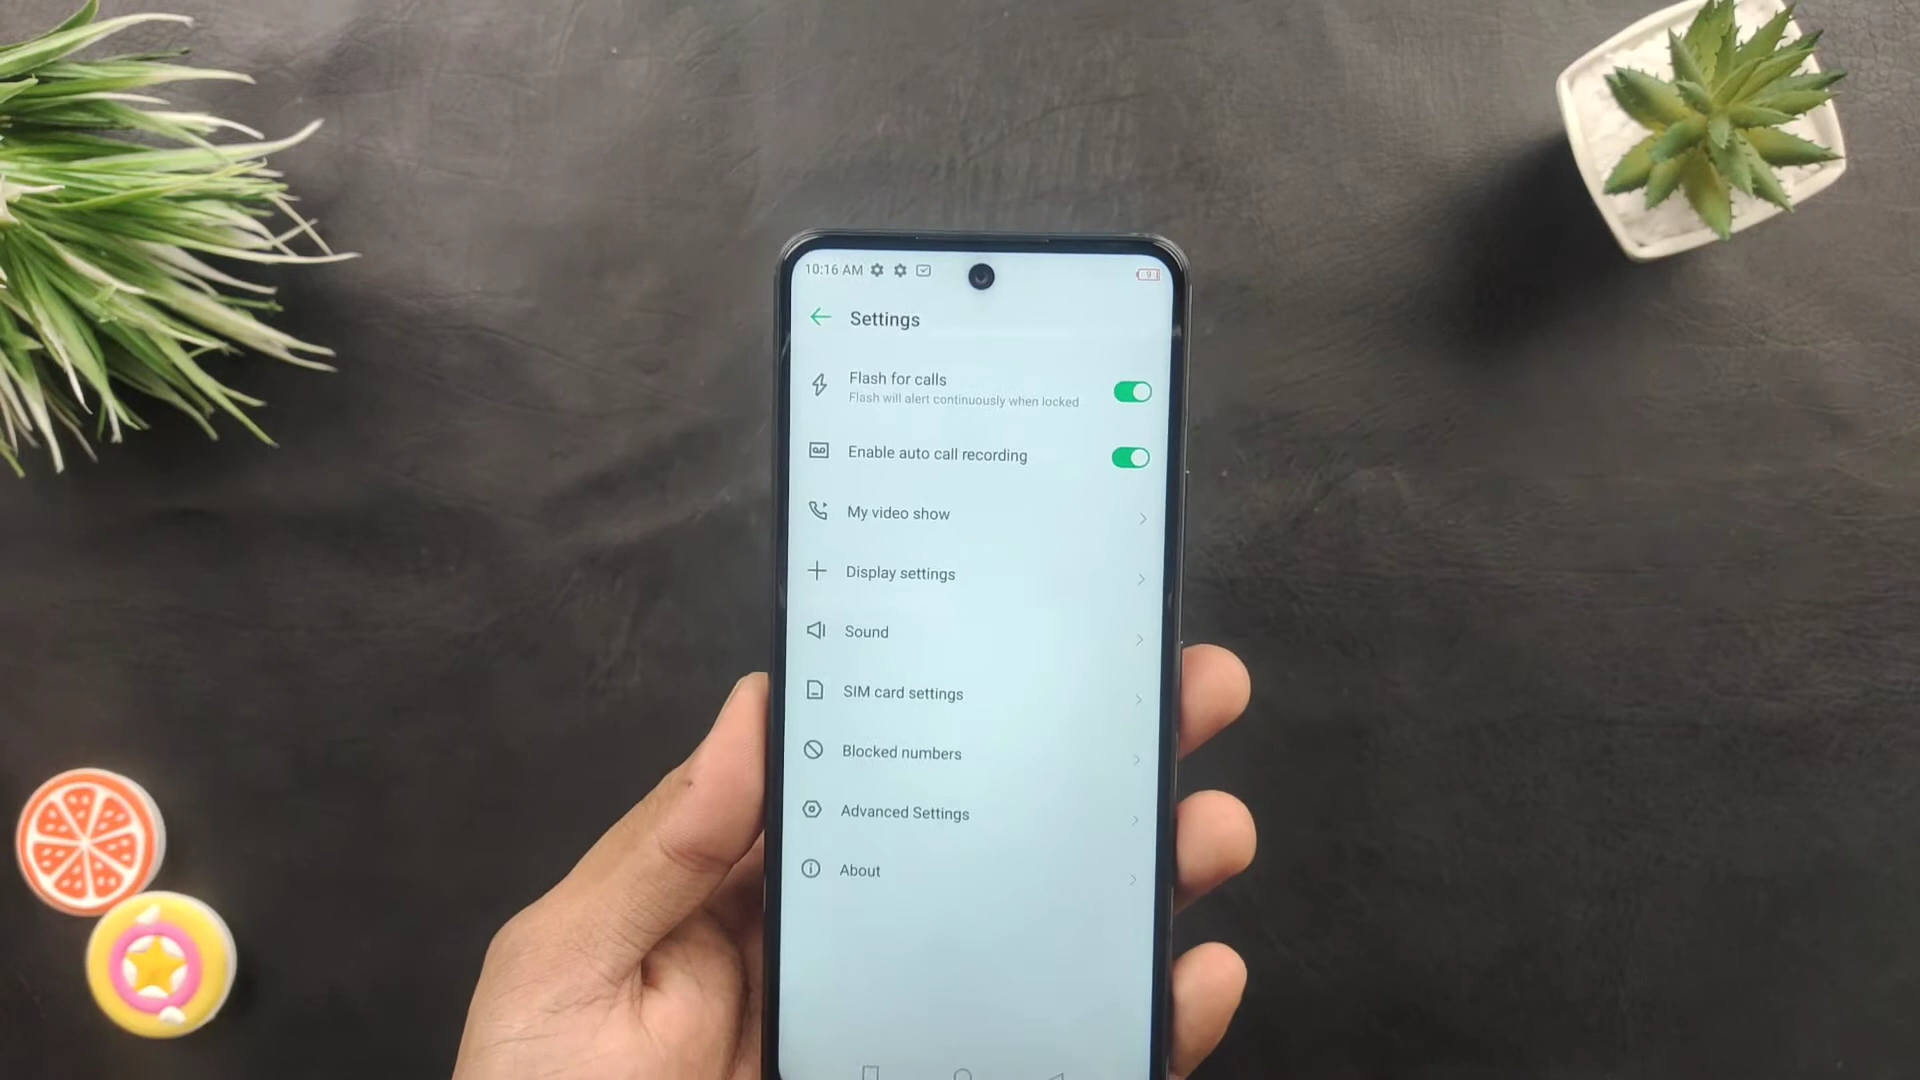 10:16 AM
9
Settings
Flash for calls
Flash will alert continuously when locked
Enable auto call recording
My video show
Display settings
Sound
SIM card settings
Blocked numbers
Advanced Settings
About